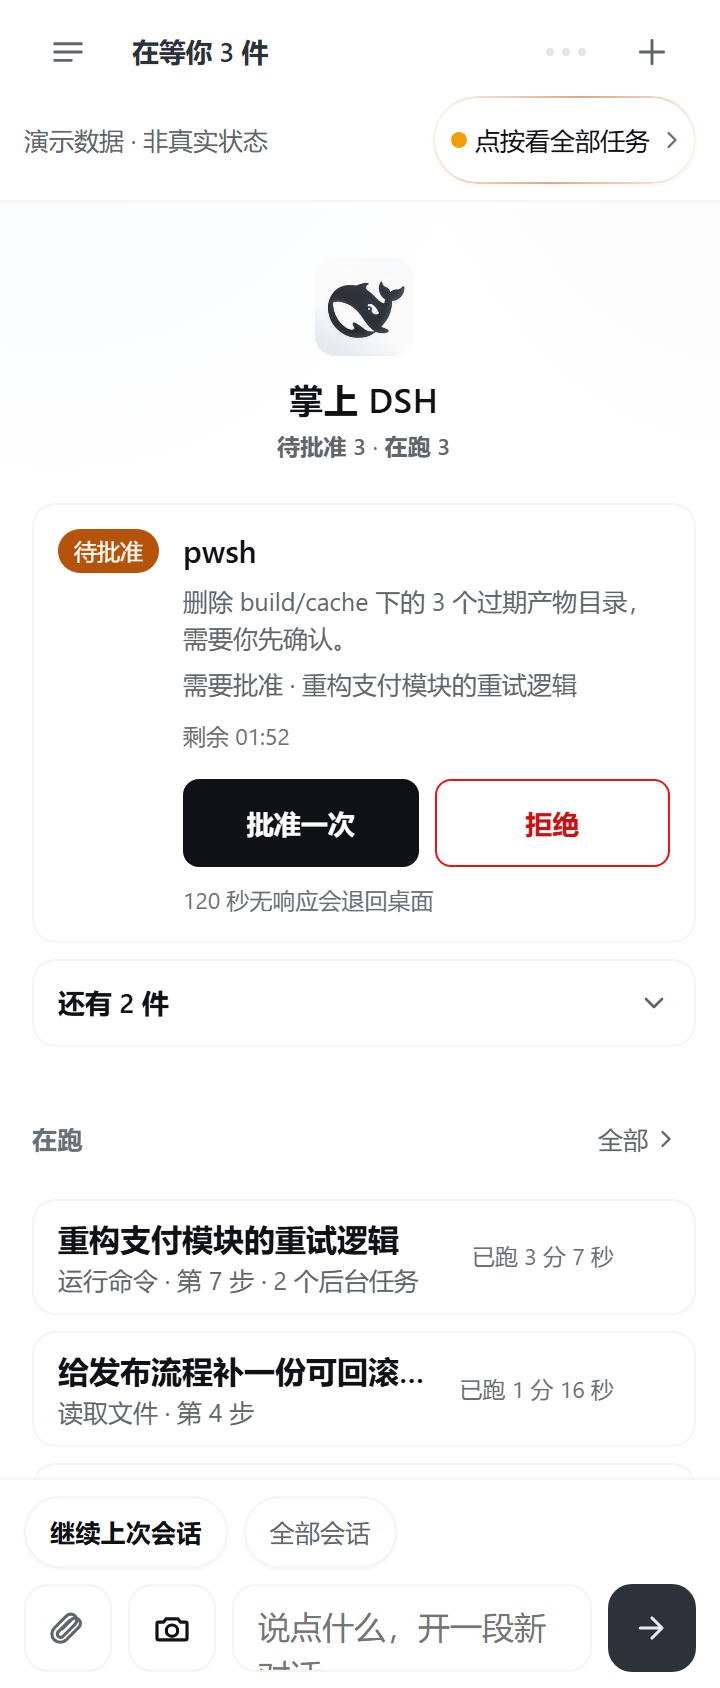 在等你 3 件
演示数据 · 非真实状态
点按看全部任务
掌上 DSH
待批准 3 · 在跑 3
待批准
pwsh
删除 build/cache 下的 3 个过期产物目录，
需要你先确认。
需要批准 · 重构支付模块的重试逻辑
剩余 01:52
批准一次
拒绝
120 秒无响应会退回桌面
还有 2 件
在跑
全部
重构支付模块的重试逻辑
已跑 3 分 7 秒
运行命令 · 第 7 步 · 2 个后台任务
给发布流程补一份可回滚...
已跑 1 分 16 秒
读取文件 · 第 4 步
继续上次会话
全部会话
说点什么，开一段新